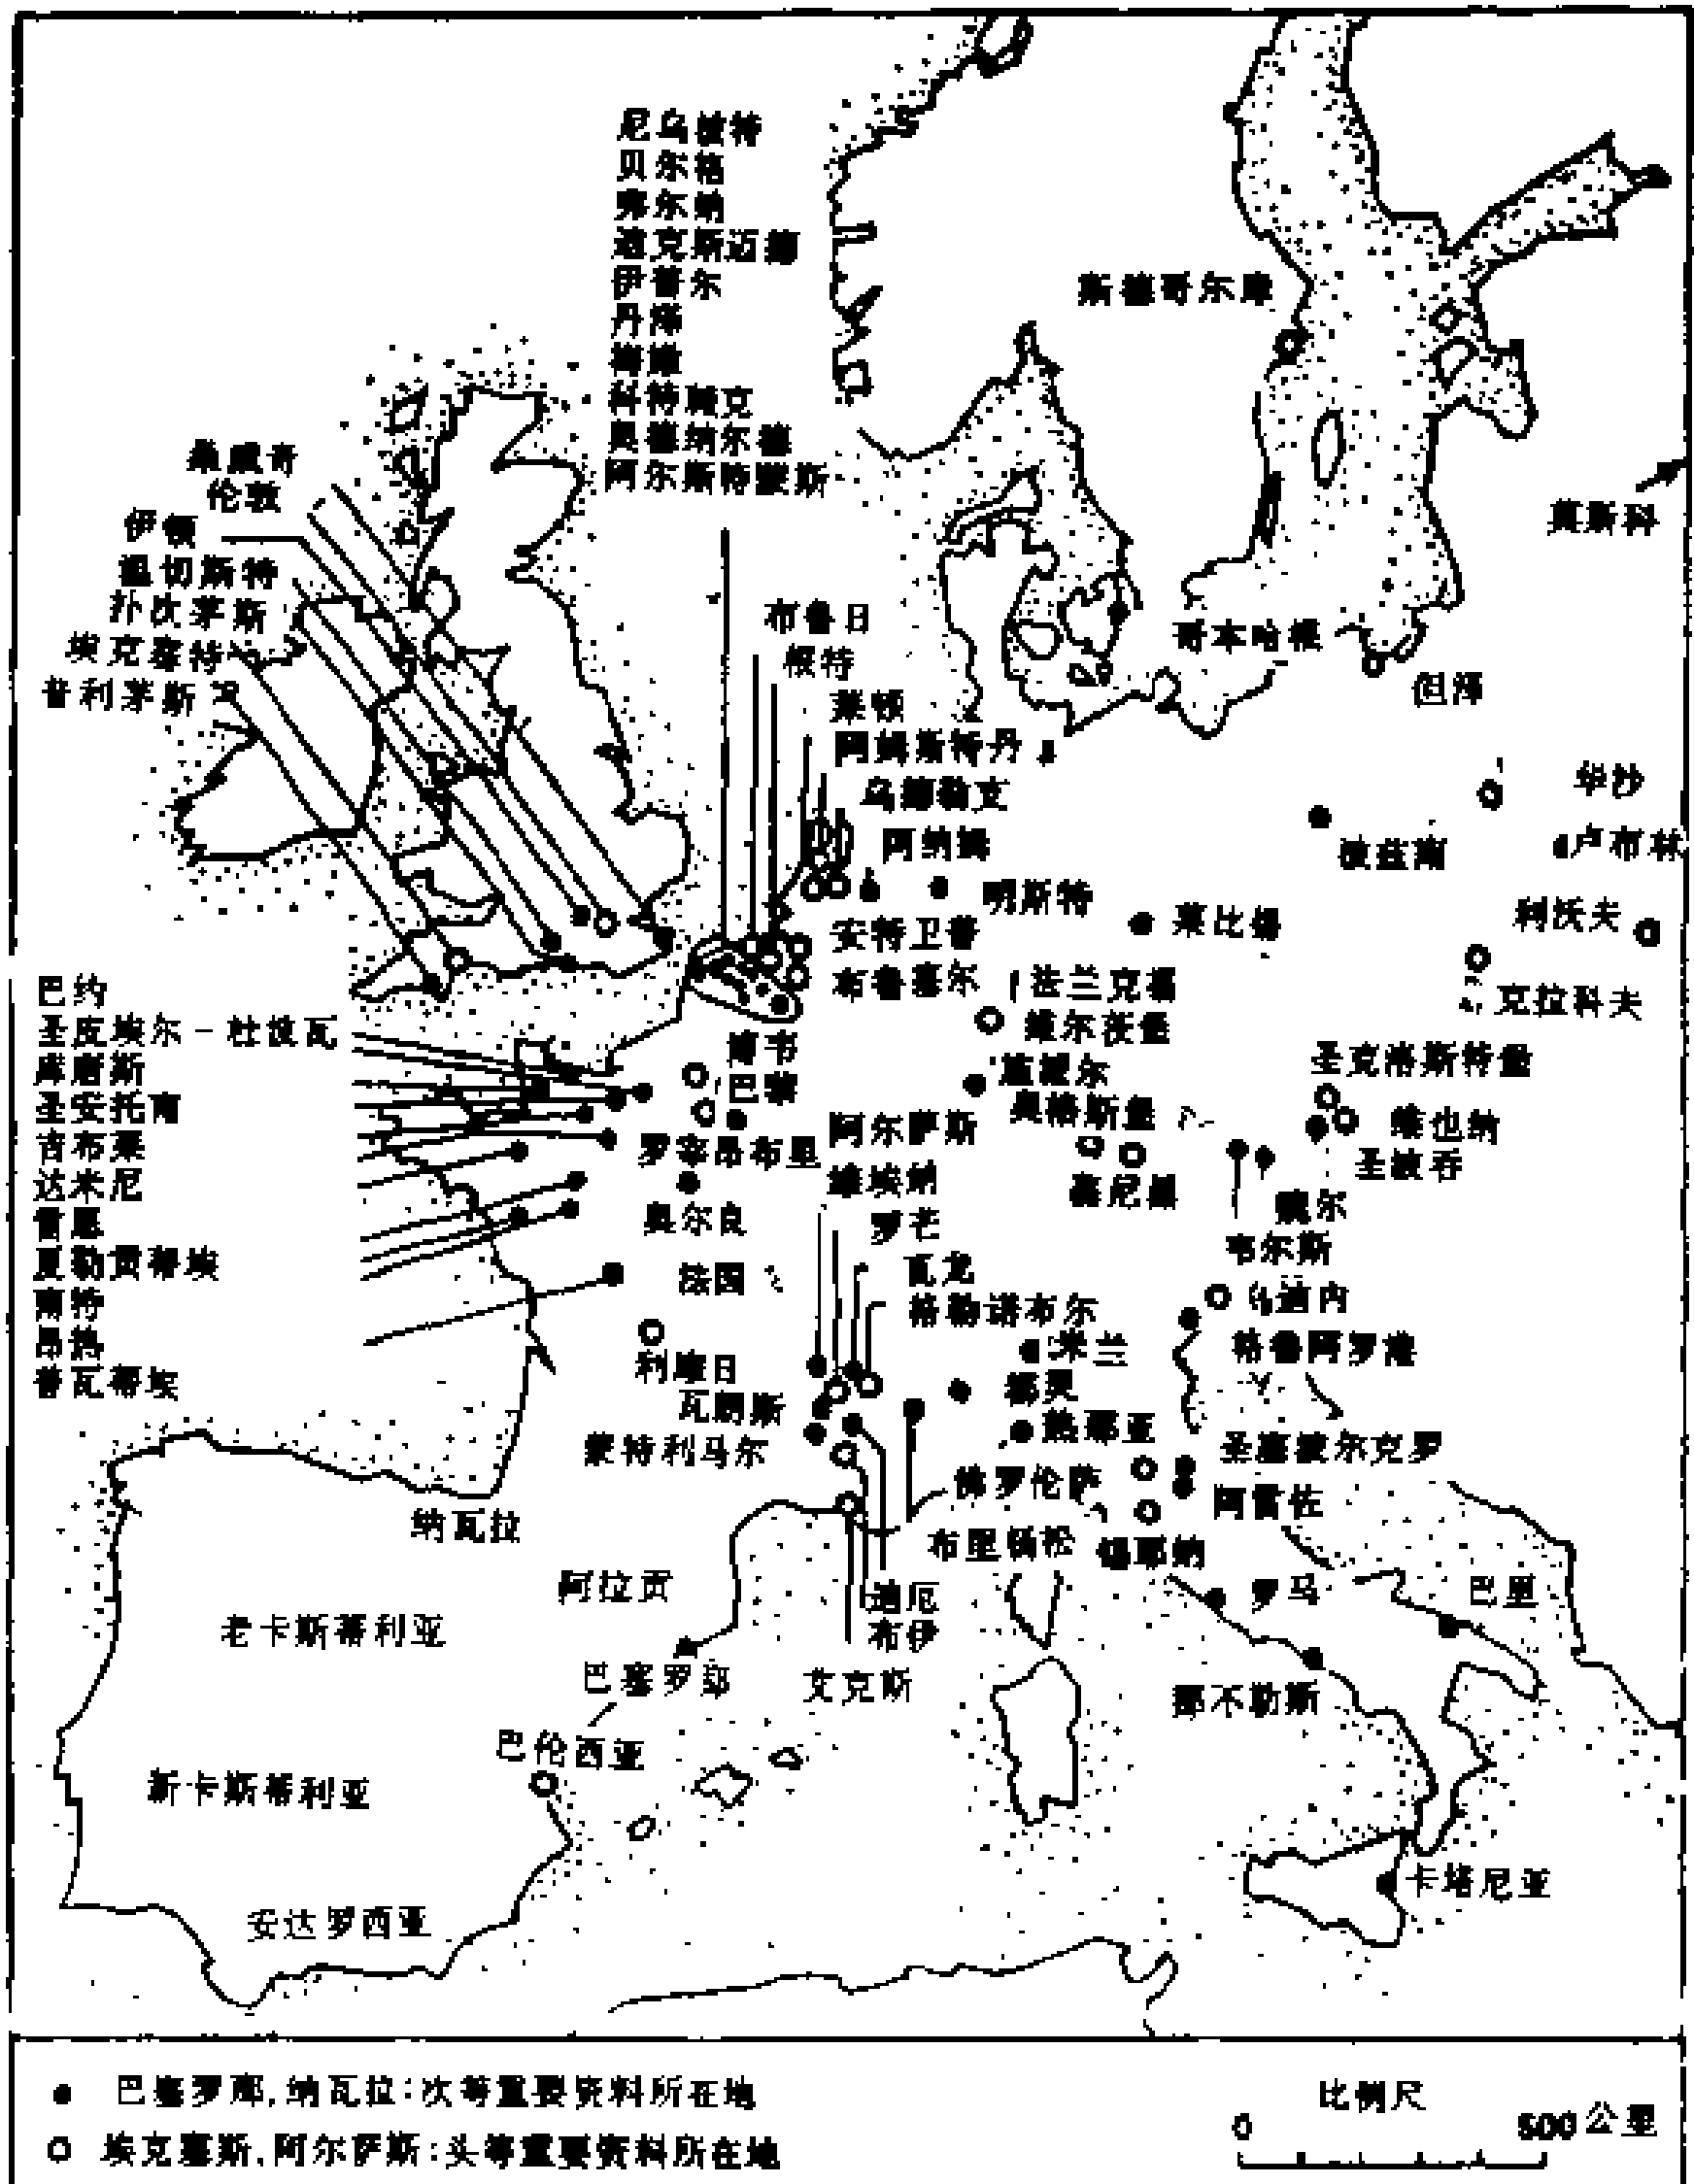 尼乌波特
贝尔格
弗尔纳
迪克斯迈德
伊普尔
丹泽
科特赖克
奥德纳尔德
阿尔斯特蒙斯
斯德哥尔摩
桑威奇
伦敦
伊顿
温切斯特
扑次茅斯
埃克塞特
普利茅斯
莫斯科
布鲁日
根特
哥本哈根
但泽
莱顿
阿姆斯特丹
乌德勒支
阿纳姆
明斯特
华沙
波兹南
卢布林
莱比锡
利沃夫
安特卫普
布鲁塞尔
法兰克福
克拉科夫
维尔茨堡
巴约
圣皮埃尔-杜波瓦
库唐斯
圣安托南
吉布莱
达米尼
雷恩
夏勒贡蒂埃
南特
昂热
普瓦蒂埃
博韦
巴黎
圣克洛斯特堡
奥格斯堡
阿尔萨斯
维也纳
罗宰昂布里
圣波吞
维埃纳
慕尼黑
奥尔良
罗芒
韦尔斯
法国
瓦龙
格勒诺布尔
乌迪内
米兰
格鲁阿罗港
利摩日
都灵
瓦朗斯
热那亚
蒙特利马尔
圣塞波尔克罗
佛罗伦萨
阿雷佐
纳瓦拉
布里扬松
锡耶纳
阿拉贡
迪厄
布伊
罗马
巴里
老卡斯蒂利亚
巴塞罗那
艾克斯
那不勒斯
巴伦西亚
新卡斯蒂利亚
卡塔尼亚
安达罗西亚
● 巴塞罗那,纳瓦拉:次等重要资料所在地
比例尺
0 500公里
○ 埃克塞斯,阿尔萨斯:头等重要资料所在地